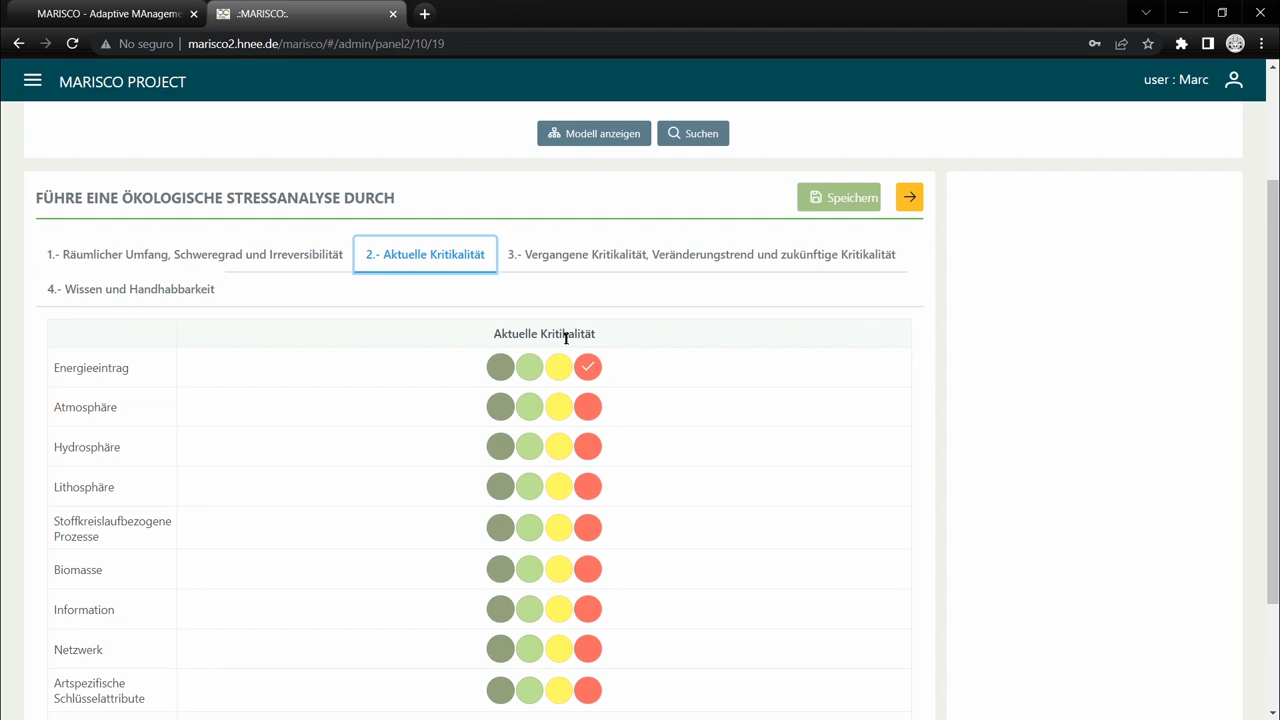 MARISCO - Adaptive MAnageme
.:MARISCO:.
No seguro
marisco2.hnee.de/marisco/#/admin/panel2/10/19
MARISCO PROJECT
user : Marc
Modell anzeigen
Suchen
FÜHRE EINE ÖKOLOGISCHE STRESSANALYSE DURCH
Speichern
1.- Räumlicher Umfang, Schweregrad und Irreversibilität
2.- Aktuelle Kritikalität
3.- Vergangene Kritikalität, Veränderungstrend und zukünftige Kritikalität
4.- Wissen und Handhabbarkeit
Aktuelle Kritikalität
Energieeintrag
Atmosphäre
Hydrosphäre
Lithosphäre
Stoffkreislaufbezogene
Prozesse
Biomasse
Information
Netzwerk
Artspezifische
Schlüsselattribute